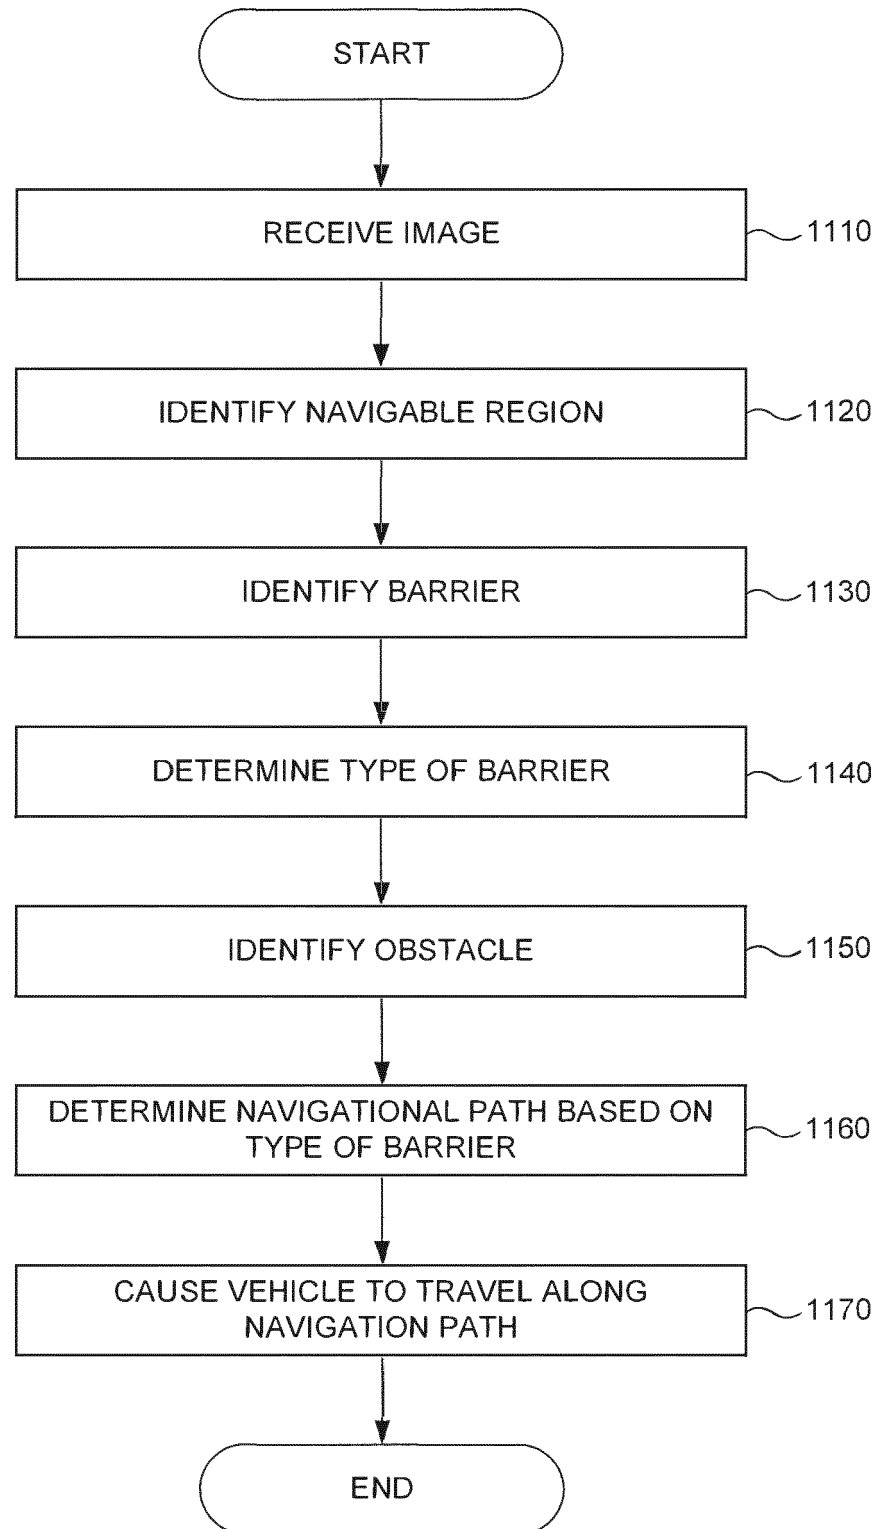 START
RECEIVE IMAGE
1110
IDENTIFY NAVIGABLE REGION
1120
IDENTIFY BARRIER
1130
DETERMINE TYPE OF BARRIER
1140
IDENTIFY OBSTACLE
1150
DETERMINE NAVIGATIONAL PATH BASED ON
TYPE OF BARRIER
1160
CAUSE VEHICLE TO TRAVEL ALONG
NAVIGATION PATH
1170
END